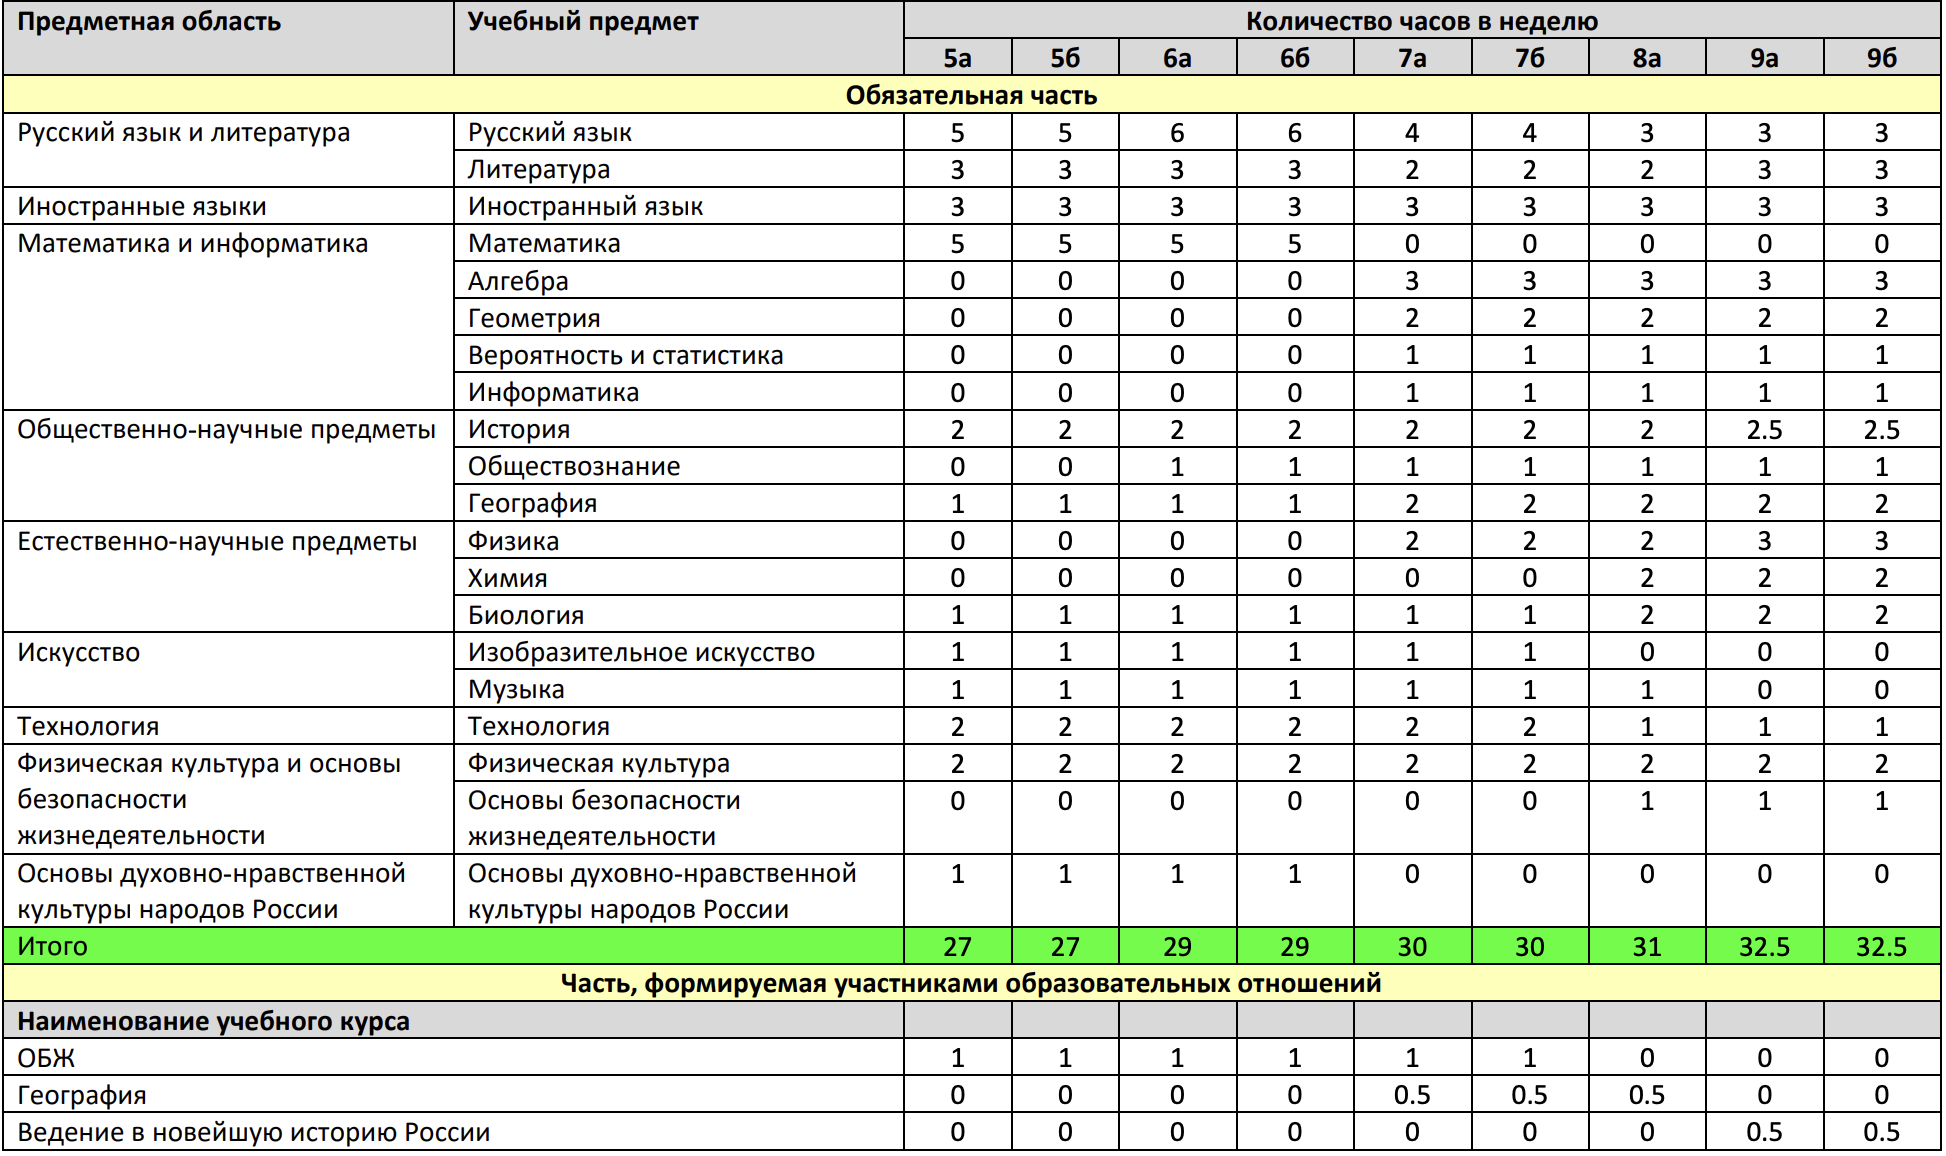 Предметная область Учебный предмет Количество часов в неделю
5а 5б 6а 6б 7а 7б 8а 9а 9б
Обязательная часть
Русский язык и литература Русский язык 5 5 6 6 4 4 3 3 3
Литература 3 3 3 3 2 2 2 3 3
Иностранные языки Иностранный язык 3 3 3 3 3 3 3 3 3
Математика и информатика Математика 5 5 5 5 0 0 0 0 0
Алгебра 0 0 0 0 3 3 3 3 3
Геометрия 0 0 0 0 2 2 2 2 2
Вероятность и статистика 0 0 0 0 1 1 1 1 1
Информатика 0 0 0 0 1 1 1 1 1
Общественно-научные предметы История 2 2 2 2 2 2 2 2.5 2.5
Обществознание 0 0 1 1 1 1 1 1 1
География 1 1 1 1 2 2 2 2 2
Естественно-научные предметы Физика 0 0 0 0 2 2 2 3 3
Химия 0 0 0 0 0 0 2 2 2
Биология 1 1 1 1 1 1 2 2 2
Искусство Изобразительное искусство 1 1 1 1 1 1 0 0 0
Музыка 1 1 1 1 1 1 1 0 0
Технология Технология 2 2 2 2 2 2 1 1 1
Физическая культура и основы Физическая культура 2 2 2 2 2 2 2 2 2
безопасности Основы безопасности 0 0 0 0 0 0 1 1 1
жизнедеятельности жизнедеятельности
Основы духовно-нравственной Основы духовно-нравственной 1 1 1 1 0 0 0 0 0
культуры народов России культуры народов России
Итого 27 27 29 29 30 30 31 32.5 32.5
Часть, формируемая участниками образовательных отношений
Наименование учебного курса
ОБЖ 1 1 1 1 1 1 0 0 0
География 0 0 0 0 0.5 0.5 0.5 0 0
Ведение в новейшую историю России 0 0 0 0 0 0 0 0.5 0.5